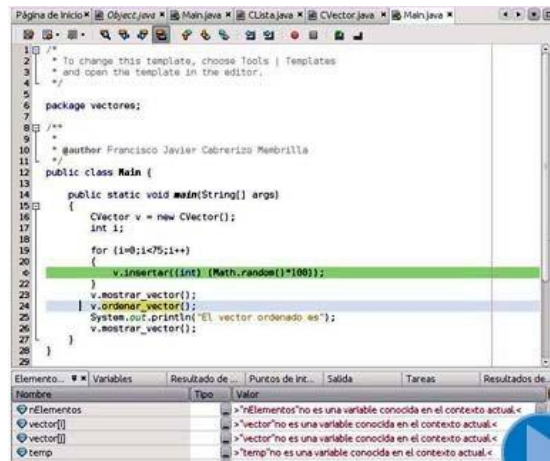 Página de Inicio Object.java Main.java CLista.java CVector.java Main.java
1 /*
2 * To change this template, choose Tools | Templates
3 * and open the template in the editor.
4 */
5
6 package vectores;
7
8 /**
9 *
10 * @author Francisco Javier Cabrerizo Membrilla
11 */
12 public class Main {
13
14 public static void main(String[] args)
15 {
16 CVector v = new CVector();
17 int i;
18
19 for (i=0;i<75;i++)
20 {
v.insertar((int) (Math.random()*100));
22 }
23 v.mostrar_vector();
24 v.ordenar_vector();
25 System.out.println("El vector ordenado es");
26 v.mostrar_vector();
27 }
28 }
29
Elemento... Variables Resultado de ... Puntos de int... Salida Tareas Resultados de...
Nombre Tipo Valor
nElementos >"nElementos"no es una variable conocida en el contexto actual.<
vector[i] >"vector"no es una variable conocida en el contexto actual.<
vector[j] >"vector"no es una variable conocida en el contexto actual.<
temp >"temp"no es una variable conocida en el contexto actual.<